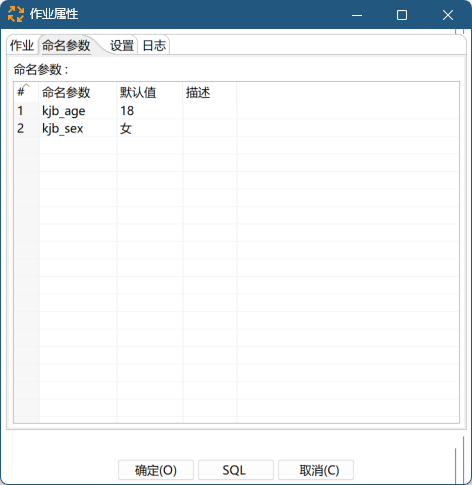 作业属性
作业 命名参数 设置 日志
命名参数 :
# 命名参数 默认值 描述
1 kjb_age 18
2 kjb_sex 女
确定(O) SQL 取消(C)